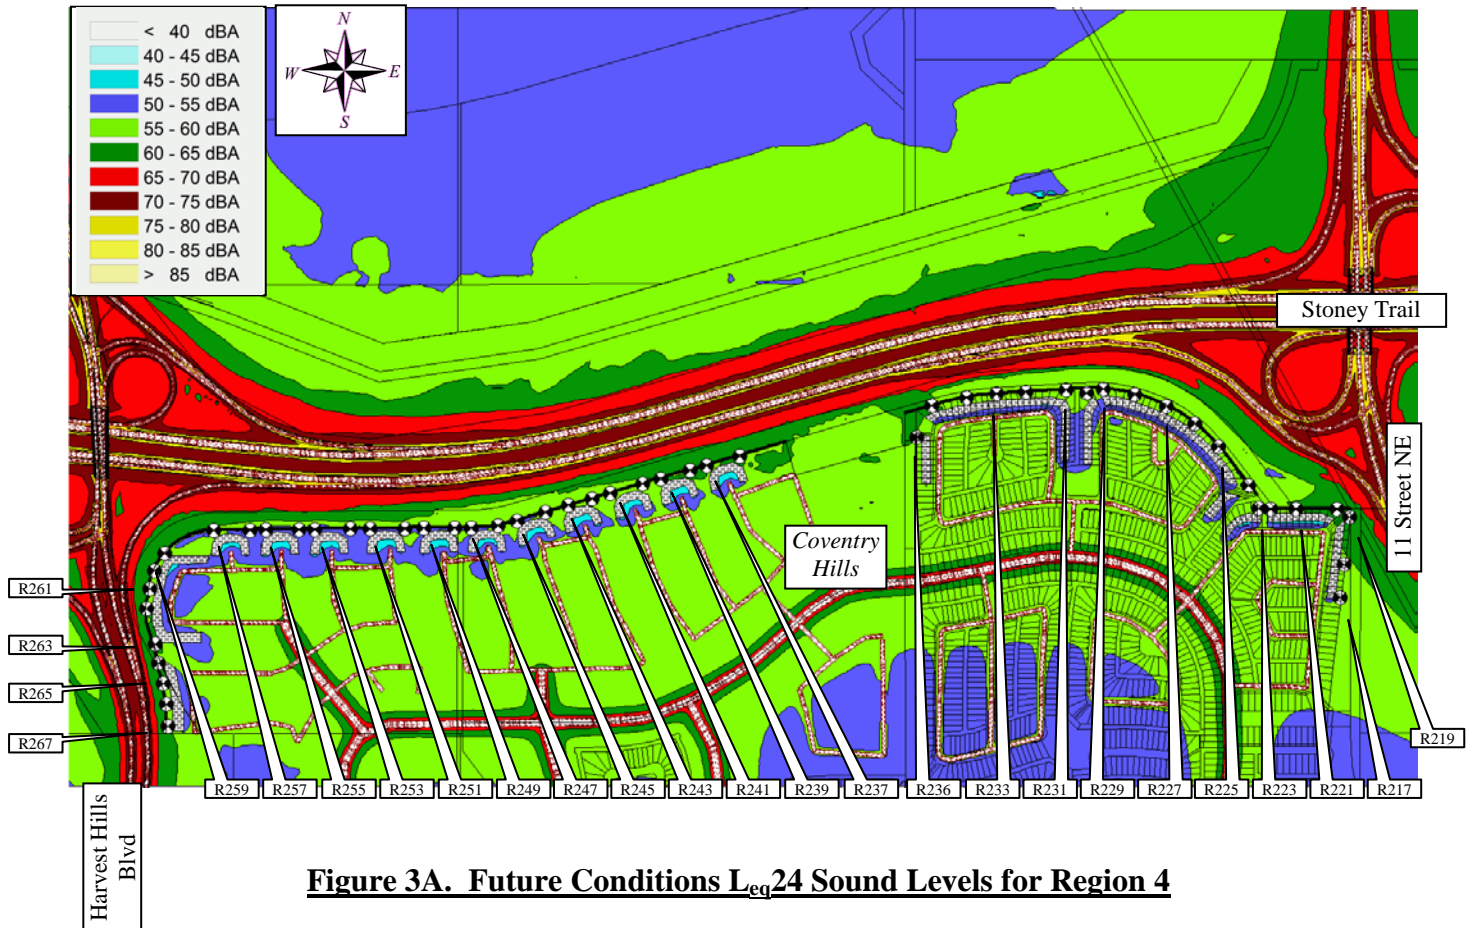 < 40 dBA
40 - 45 dBA
45 - 50 dBA
50 - 55 dBA
55 - 60 dBA
60 - 65 dBA
65 - 70 dBA
70 - 75 dBA
75 - 80 dBA
80 - 85 dBA
> 85 dBA
N
W E
S
Stoney Trail
11 Street NE
Coventry
Hills
R261
R263
R265
R267
R219
R259 R257 R255 R253 R251 R249 R247 R245 R243 R241 R239 R237 R236 R233 R231 R229 R227 R225 R223 R221 R217
Harvest Hills
Blvd
Figure 3A. Future Conditions Leq24 Sound Levels for Region 4